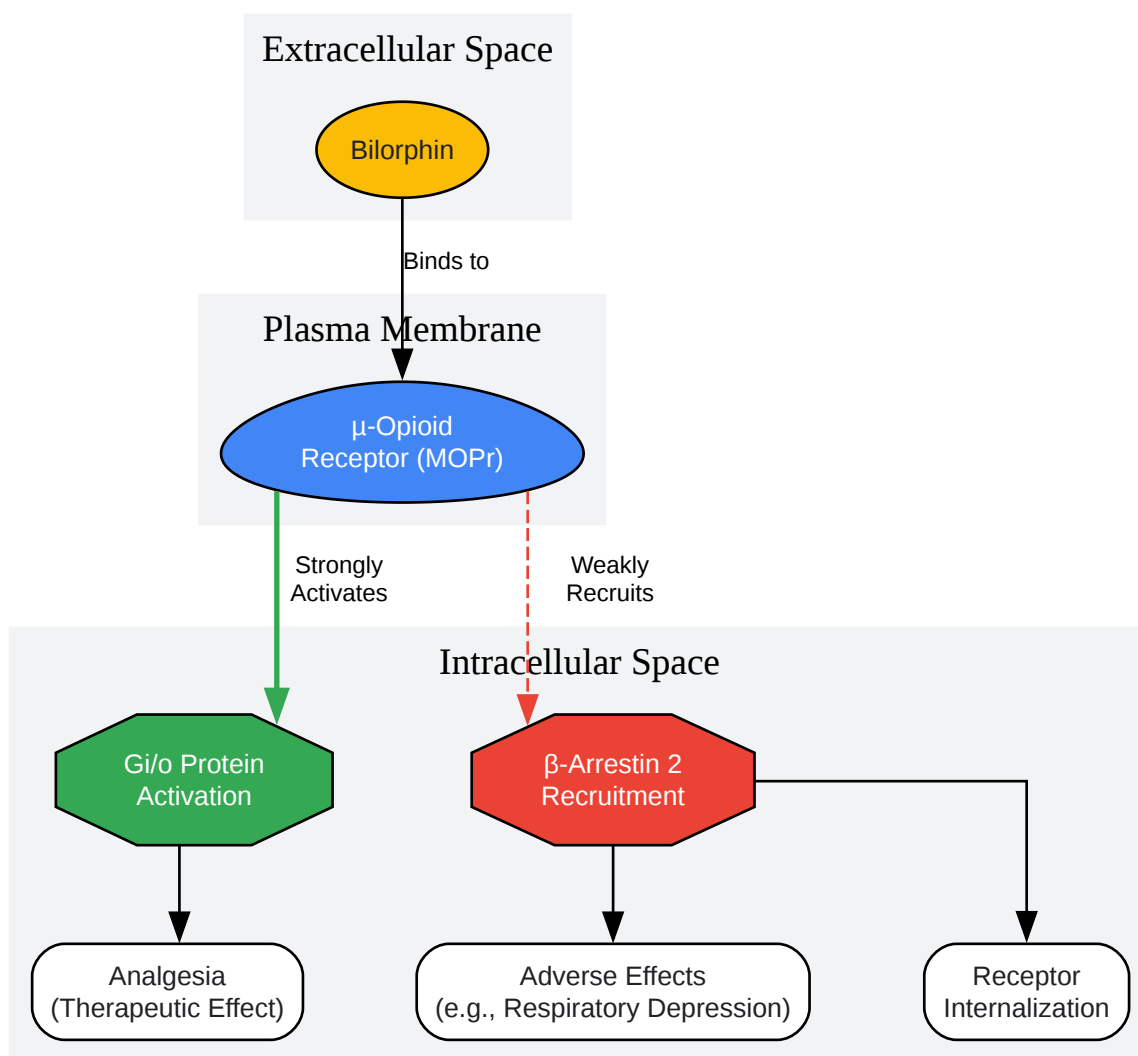 Extracellular Space
Bilorphin
Binds to
Plasma Membrane
μ-Opioid
Receptor (MOPr)
Strongly
Activates
Weakly
Recruits
Intracellular Space
Gi/o Protein
Activation
β-Arrestin 2
Recruitment
Analgesia
(Therapeutic Effect)
Adverse Effects
(e.g., Respiratory Depression)
Receptor
Internalization